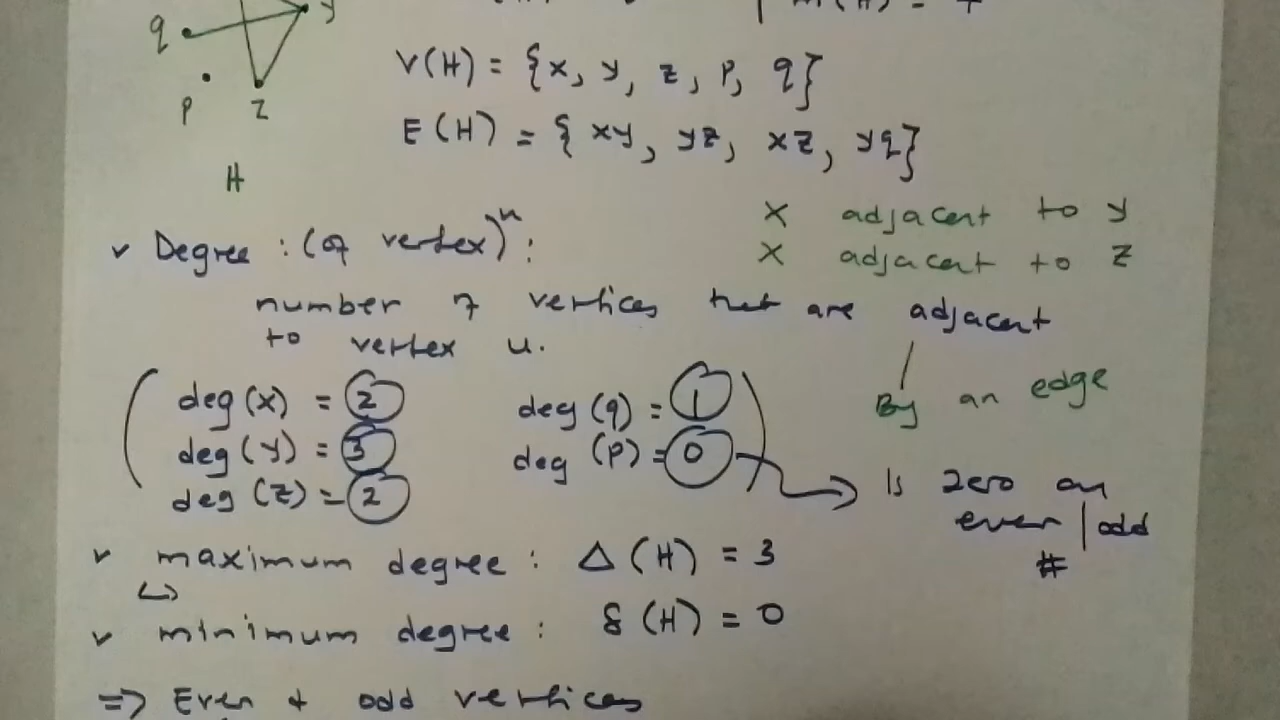 y
q
p z
H
V(H) = {x, y, z, p, q}
E(H) = {xy, yz, xz, yq}
x adjacent to y
x adjacent to z
v Degree : (of vertex)^u :
number of vertices that are adjacent
to vertex u.
By an edge
deg(x) = 2 deg(q) = 1
deg(y) = 3 deg(p) = 0
deg(z) = 2
Is zero an
even | odd
#
v maximum degree : Δ(H) = 3
v minimum degree : δ(H) = 0
=> Even & odd vertices